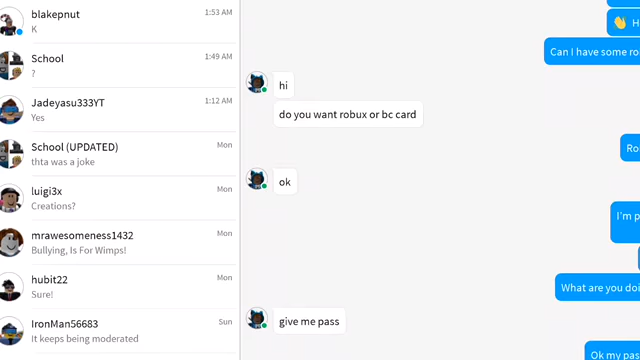 blakepnut
1:53 AM
K
School
1:49 AM
?
Jadeyasu333YT
1:12 AM
Yes
School (UPDATED)
Mon
thta was a joke
luigi3x
Mon
Creations?
mrawesomeness1432
Mon
Bullying, Is For Wimps!
hubit22
Mon
Sure!
IronMan56683
Sun
It keeps being moderated
👋 H
Can I have some ro
hi
do you want robux or bc card
Ro
ok
I'm p
What are you doi
give me pass
Ok my pas